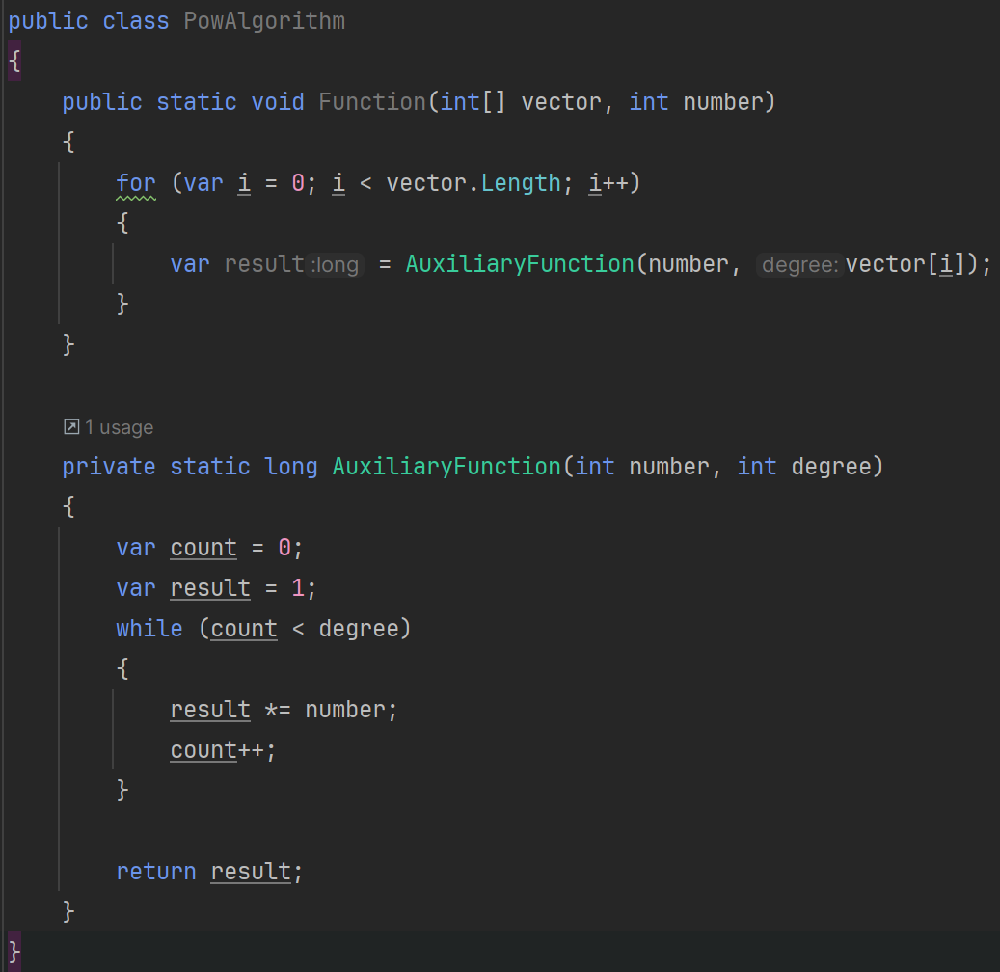 public class PowAlgorithm
{
    public static void Function(int[] vector, int number)
    {
        for (var i = 0; i < vector.Length; i++)
        {
            var result :long = AuxiliaryFunction(number, degree: vector[i]);
        }
    }

    1 usage
    private static long AuxiliaryFunction(int number, int degree)
    {
        var count = 0;
        var result = 1;
        while (count < degree)
        {
            result *= number;
            count++;
        }

        return result;
    }
}